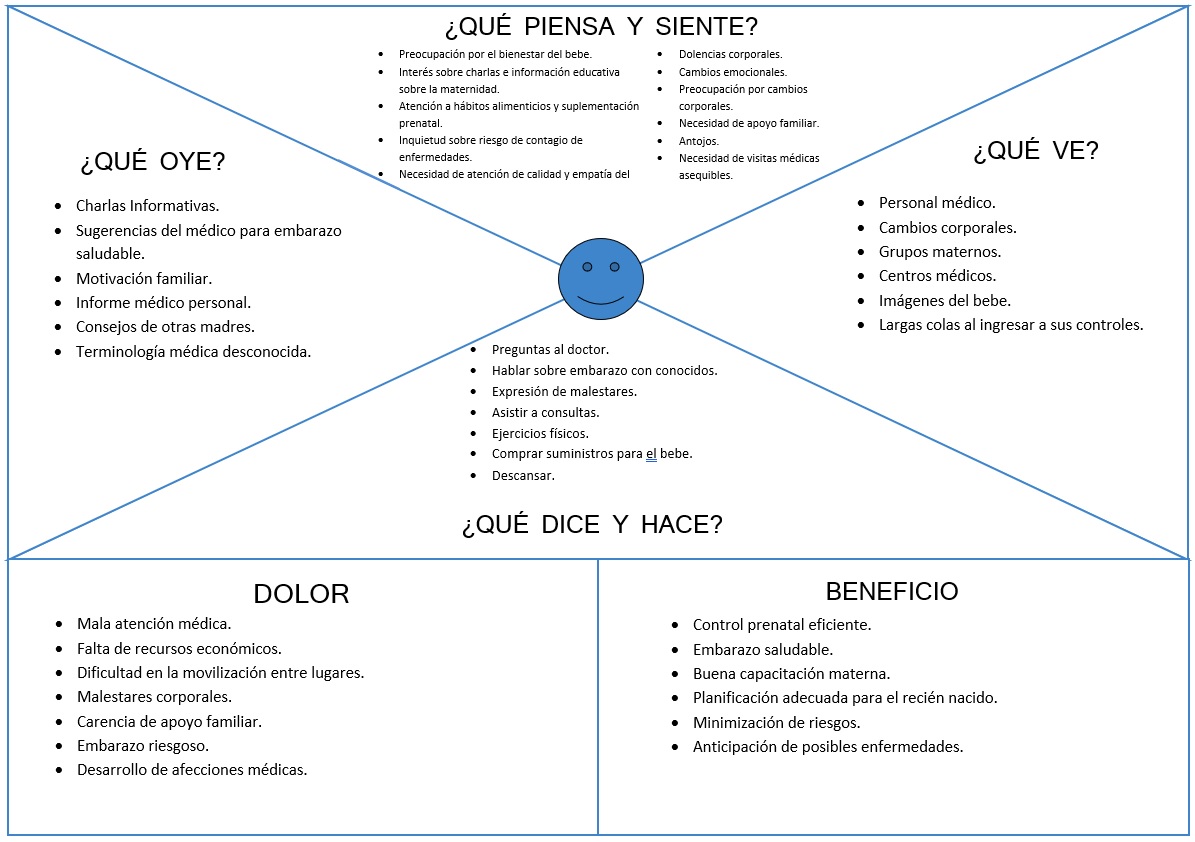 ¿QUÉ PIENSA Y SIENTE?
• Preocupación por el bienestar del bebe.
• Interés sobre charlas e información educativa
sobre la maternidad.
• Atención a hábitos alimenticios y suplementación
prenatal.
• Inquietud sobre riesgo de contagio de
enfermedades.
• Necesidad de atención de calidad y empatía del
• Dolencias corporales.
• Cambios emocionales.
• Preocupación por cambios
corporales.
• Necesidad de apoyo familiar.
• Antojos.
• Necesidad de visitas médicas
asequibles.
¿QUÉ OYE?
• Charlas Informativas.
• Sugerencias del médico para embarazo
saludable.
• Motivación familiar.
• Informe médico personal.
• Consejos de otras madres.
• Terminología médica desconocida.
¿QUÉ VE?
• Personal médico.
• Cambios corporales.
• Grupos maternos.
• Centros médicos.
• Imágenes del bebe.
• Largas colas al ingresar a sus controles.
• Preguntas al doctor.
• Hablar sobre embarazo con conocidos.
• Expresión de malestares.
• Asistir a consultas.
• Ejercicios físicos.
• Comprar suministros para el bebe.
• Descansar.
¿QUÉ DICE Y HACE?
DOLOR
• Mala atención médica.
• Falta de recursos económicos.
• Dificultad en la movilización entre lugares.
• Malestares corporales.
• Carencia de apoyo familiar.
• Embarazo riesgoso.
• Desarrollo de afecciones médicas.
BENEFICIO
• Control prenatal eficiente.
• Embarazo saludable.
• Buena capacitación materna.
• Planificación adecuada para el recién nacido.
• Minimización de riesgos.
• Anticipación de posibles enfermedades.